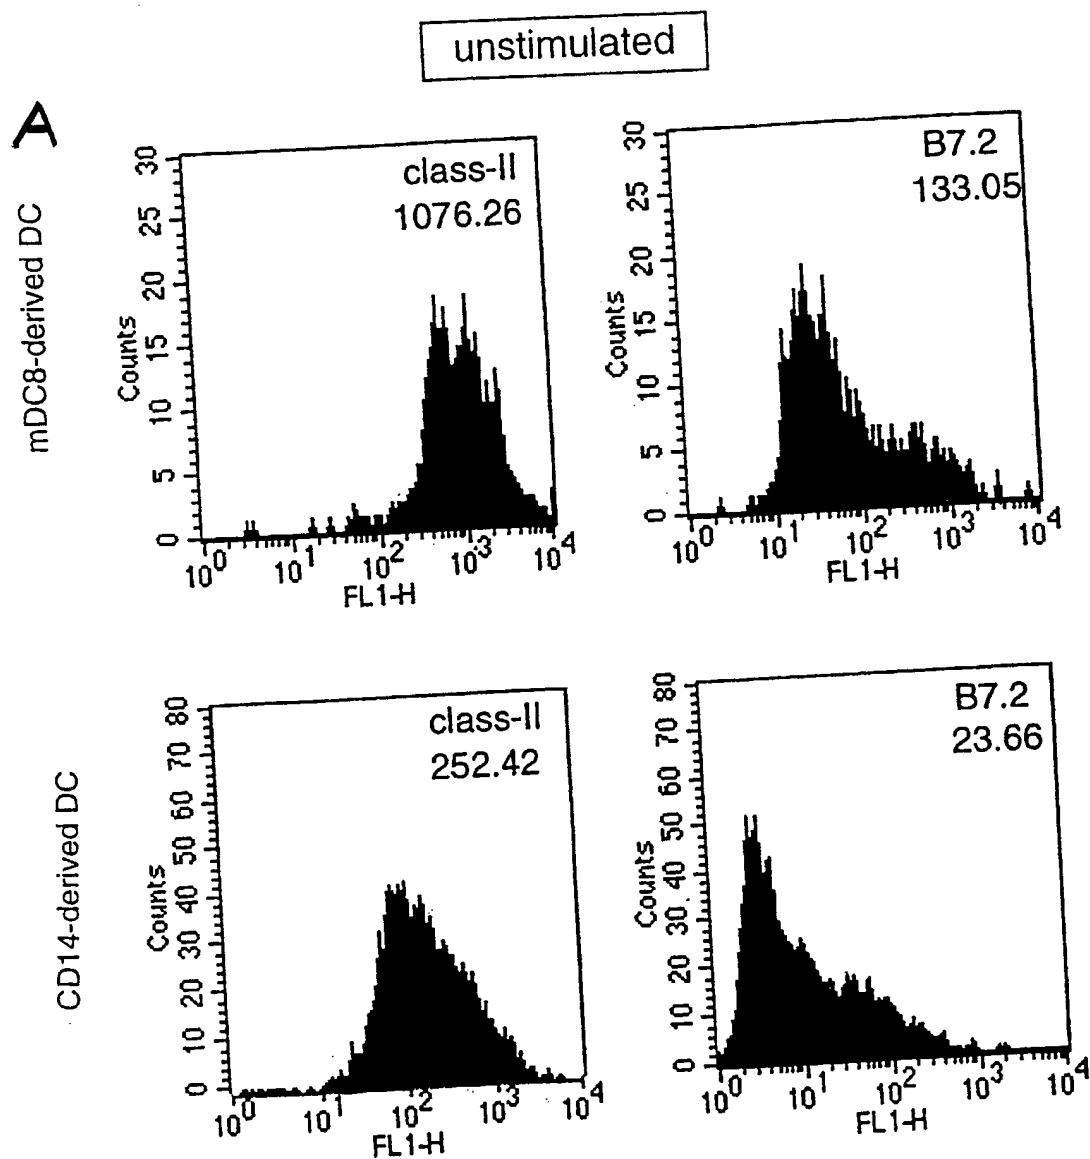 unstimulated
A
mDC8-derived DC
class-II
1076.26
Counts
30
25
20
15
10
5
0
10^0 10^1 10^2 10^3 10^4
FL1-H
B7.2
133.05
Counts
30
25
20
15
10
5
0
10^0 10^1 10^2 10^3 10^4
FL1-H
CD14-derived DC
class-II
252.42
Counts
80
70
60
50
40
30
20
10
0
10^0 10^1 10^2 10^3 10^4
FL1-H
B7.2
23.66
Counts
80
70
60
50
40
30
20
10
0
10^0 10^1 10^2 10^3 10^4
FL1-H